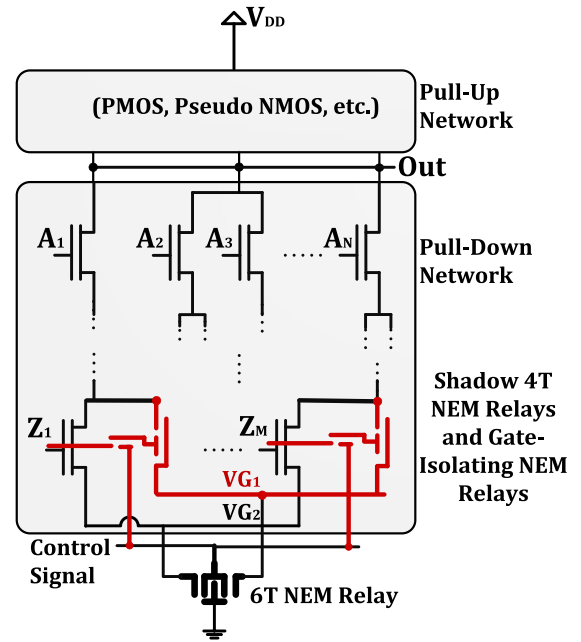 VDD
(PMOS, Pseudo NMOS, etc.)
Pull-Up
Network
Out
A1
A2
A3
AN
Pull-Down
Network
Z1
ZM
Shadow 4T
NEM Relays
and Gate-
Isolating NEM
Relays
VG1
VG2
Control
Signal
6T NEM Relay